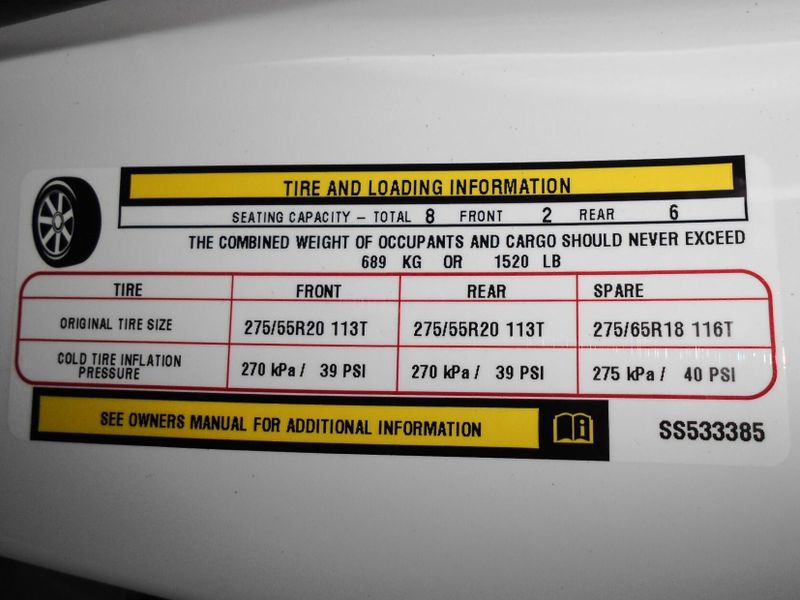 TIRE AND LOADING INFORMATION
SEATING CAPACITY – TOTAL 8 FRONT 2 REAR 6
THE COMBINED WEIGHT OF OCCUPANTS AND CARGO SHOULD NEVER EXCEED
689 KG OR 1520 LB
TIRE FRONT REAR SPARE
ORIGINAL TIRE SIZE 275/55R20 113T 275/55R20 113T 275/65R18 116T
COLD TIRE INFLATION
PRESSURE 270 kPa / 39 PSI 270 kPa / 39 PSI 275 kPa / 40 PSI
SEE OWNERS MANUAL FOR ADDITIONAL INFORMATION
SS533385